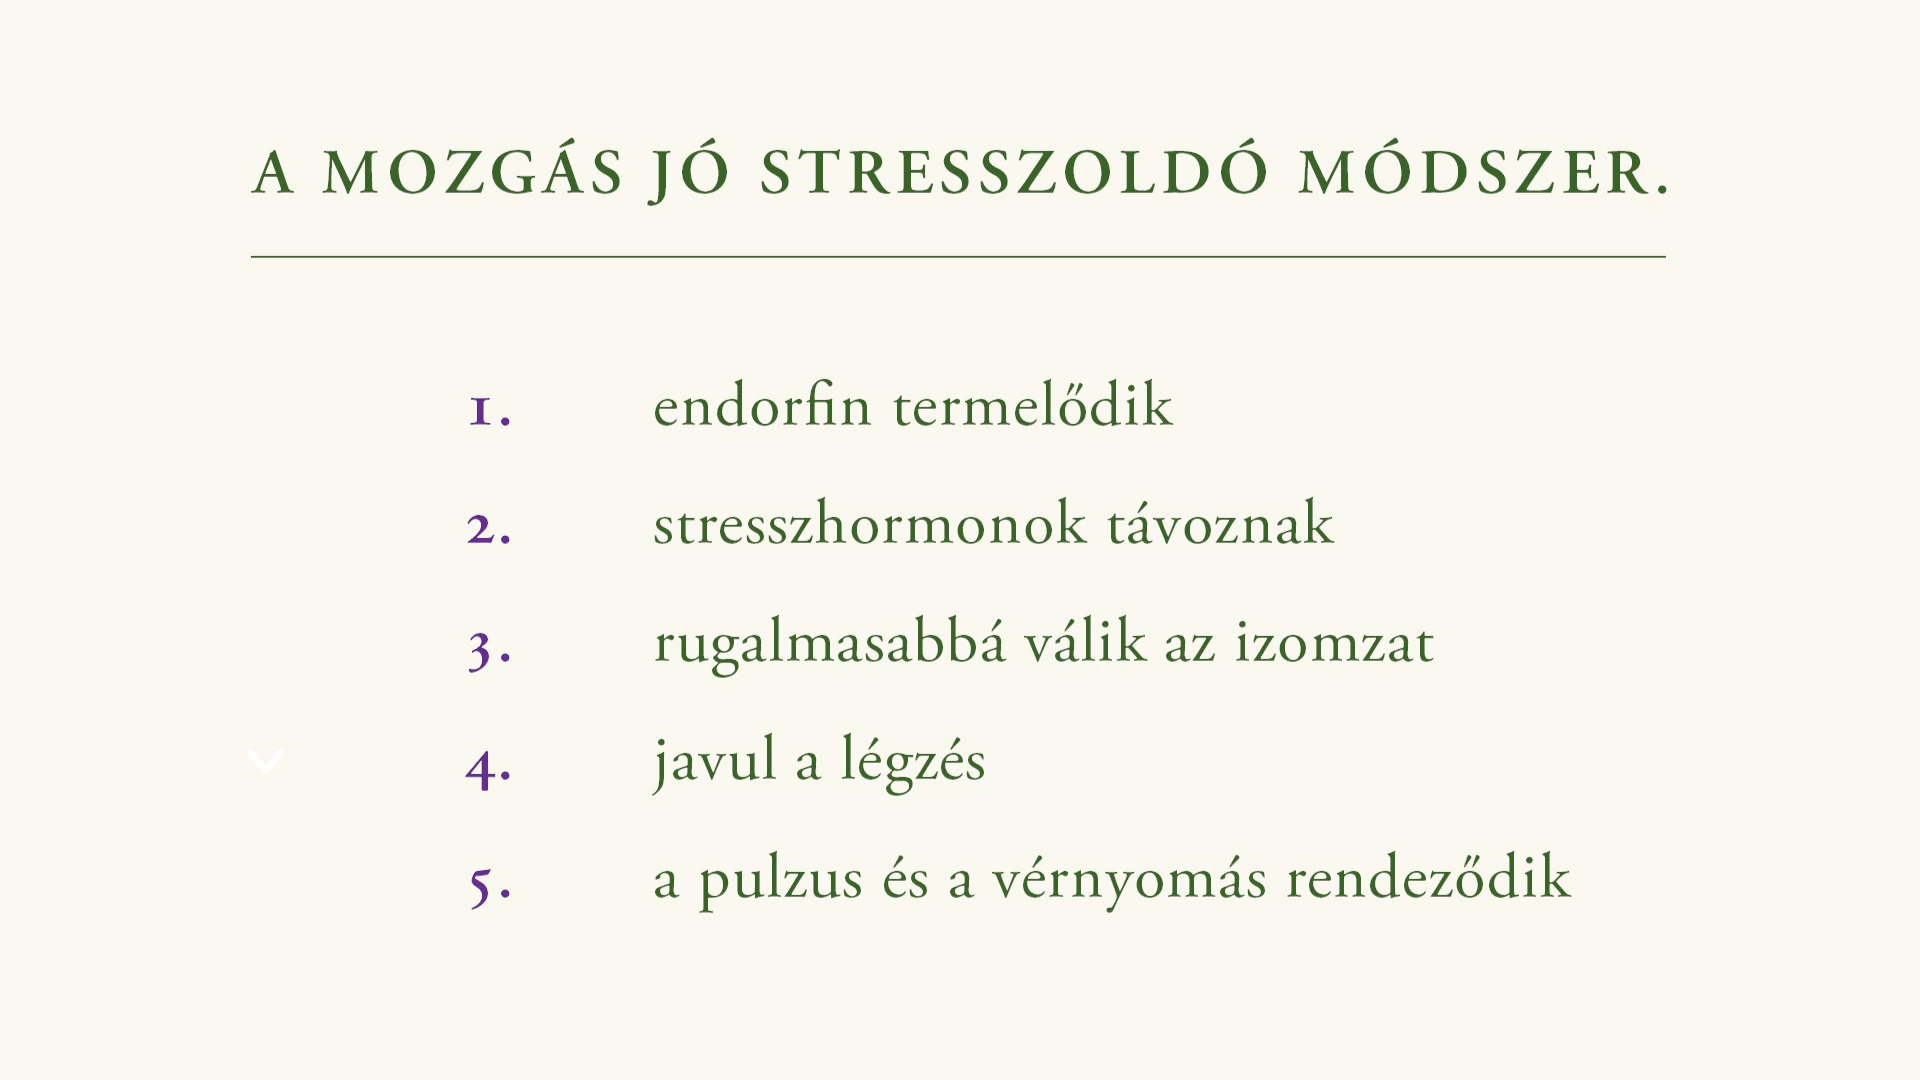 A MOZGÁS JÓ STRESSZOLDÓ MÓDSZER.
1. endorfin termelődik
2. stresszhormonok távoznak
3. rugalmasabbá válik az izomzat
4. javul a légzés
5. a pulzus és a vérnyomás rendeződik